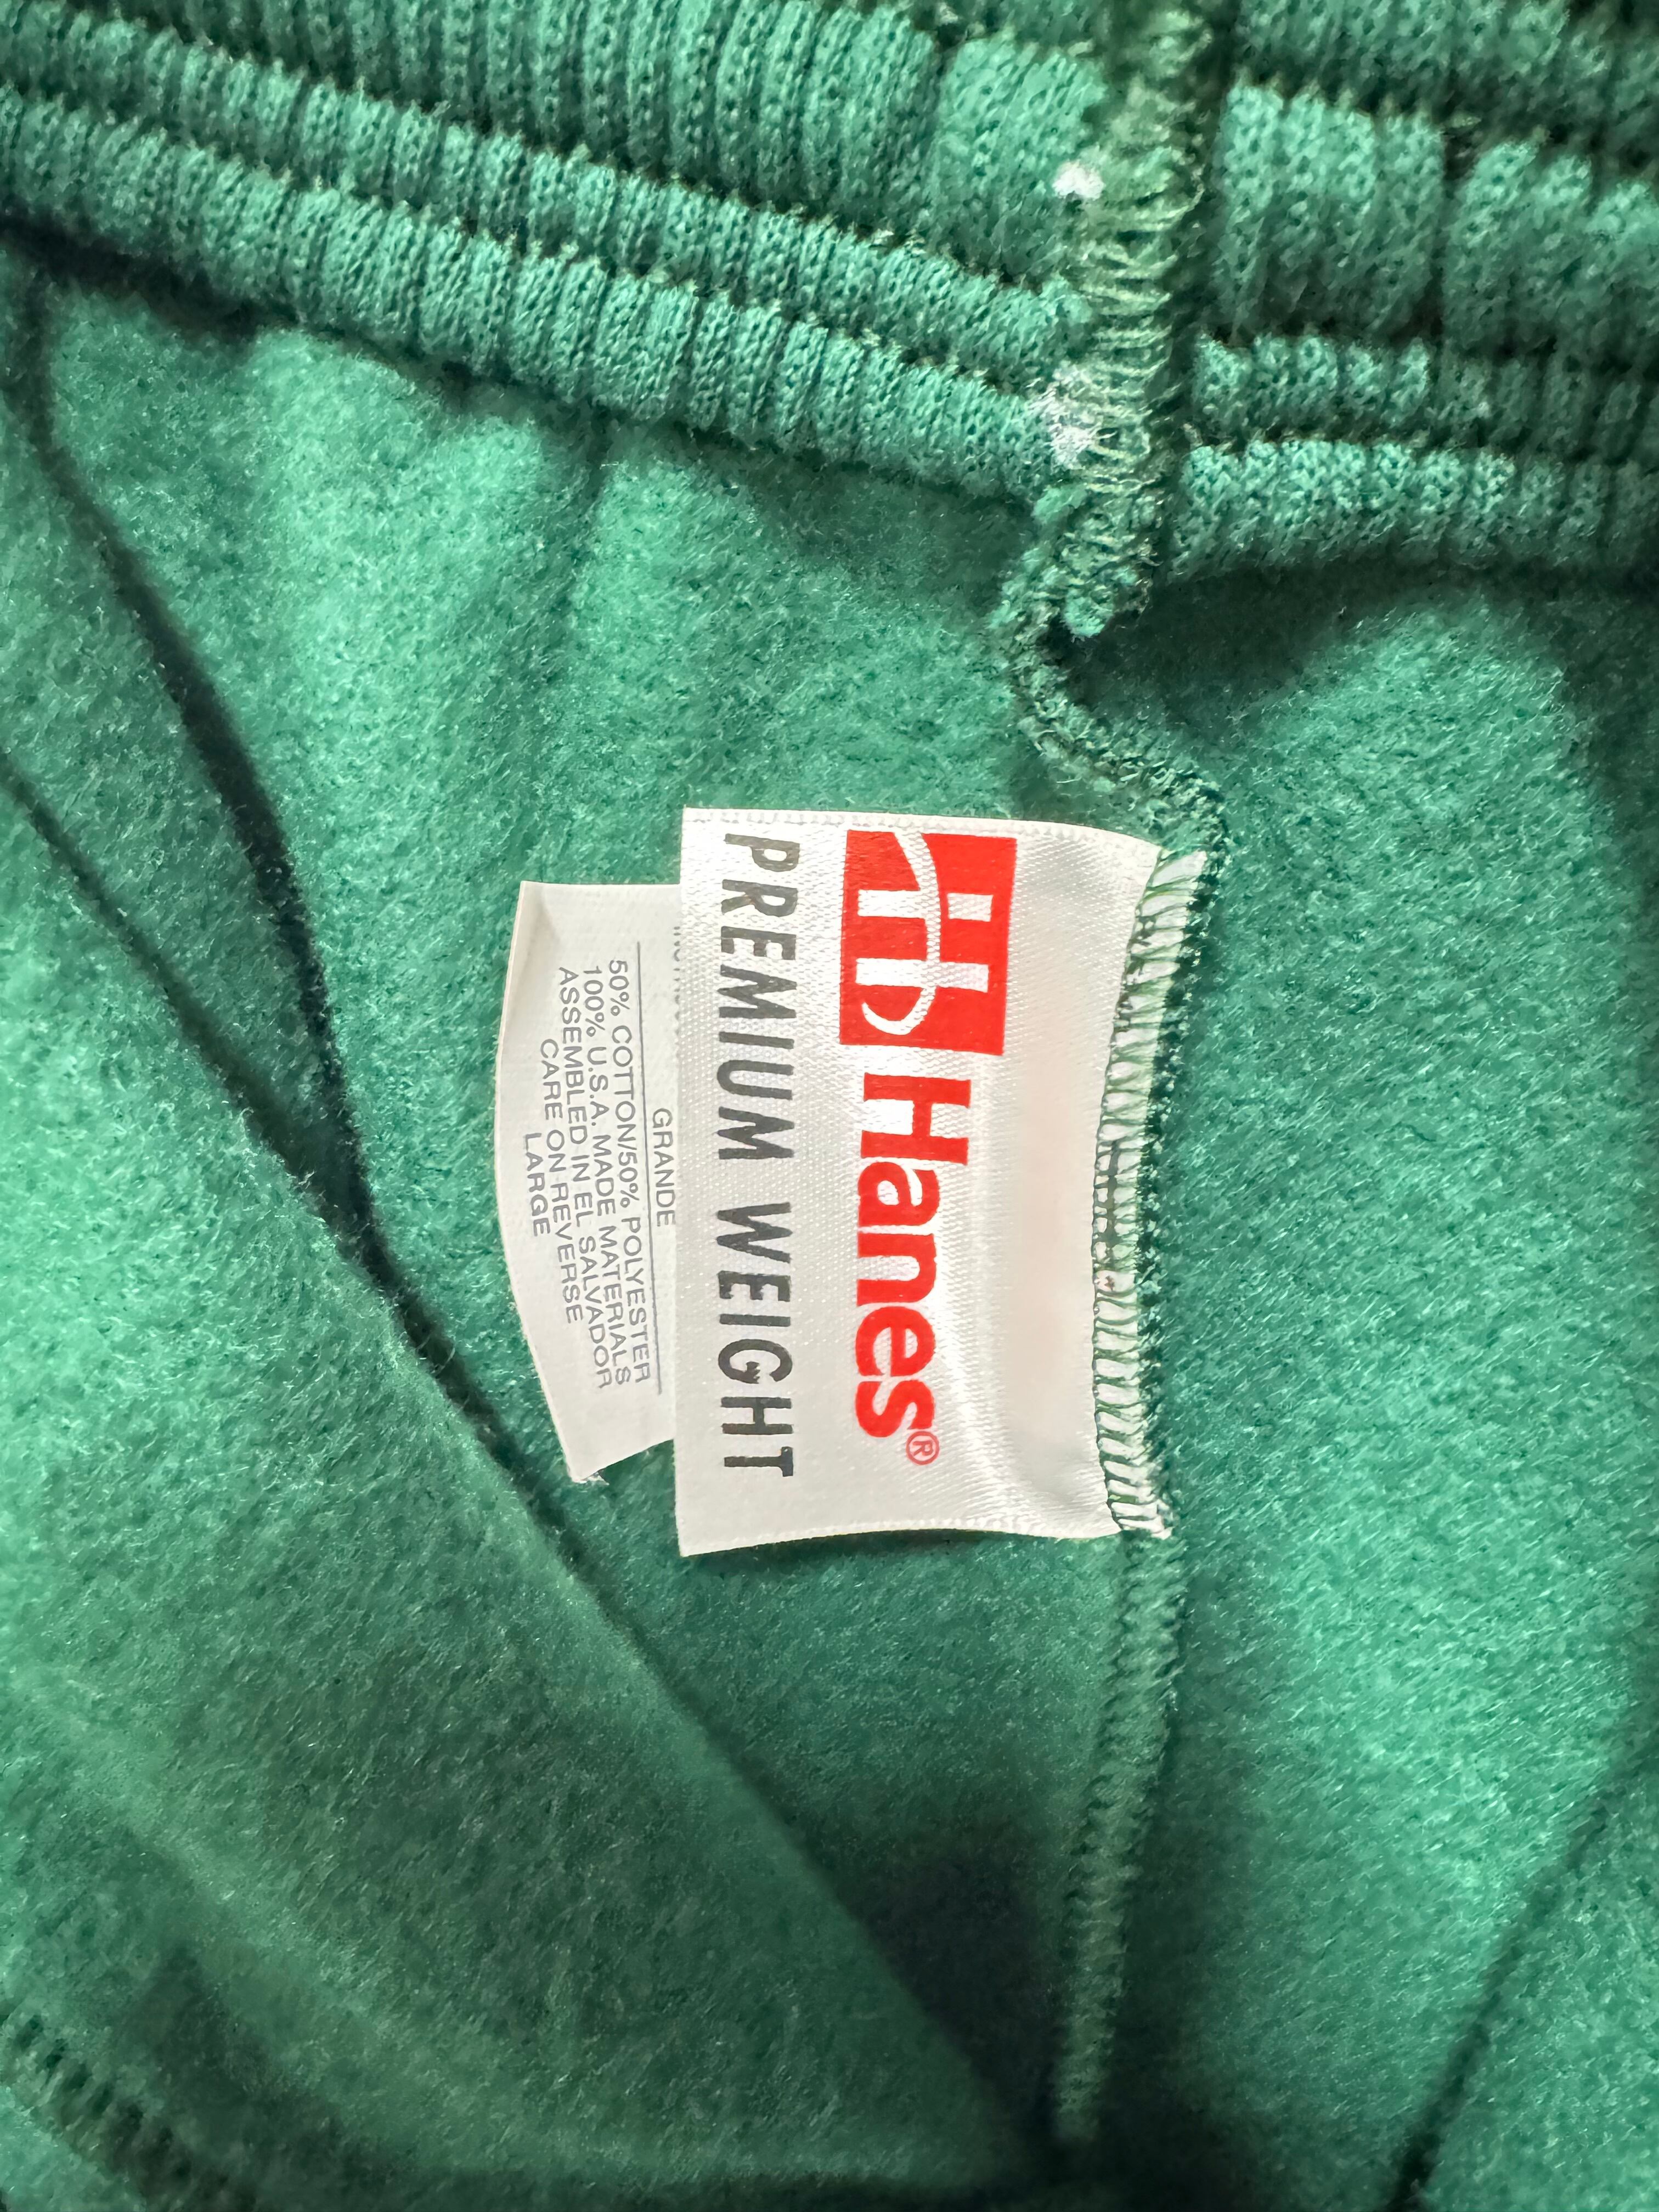 Hanes®
PREMIUM WEIGHT
GRANDE
50% COTTON/50% POLYESTER
100% U.S.A. MADE MATERIALS
ASSEMBLED IN EL SALVADOR
CARE ON REVERSE
LARGE